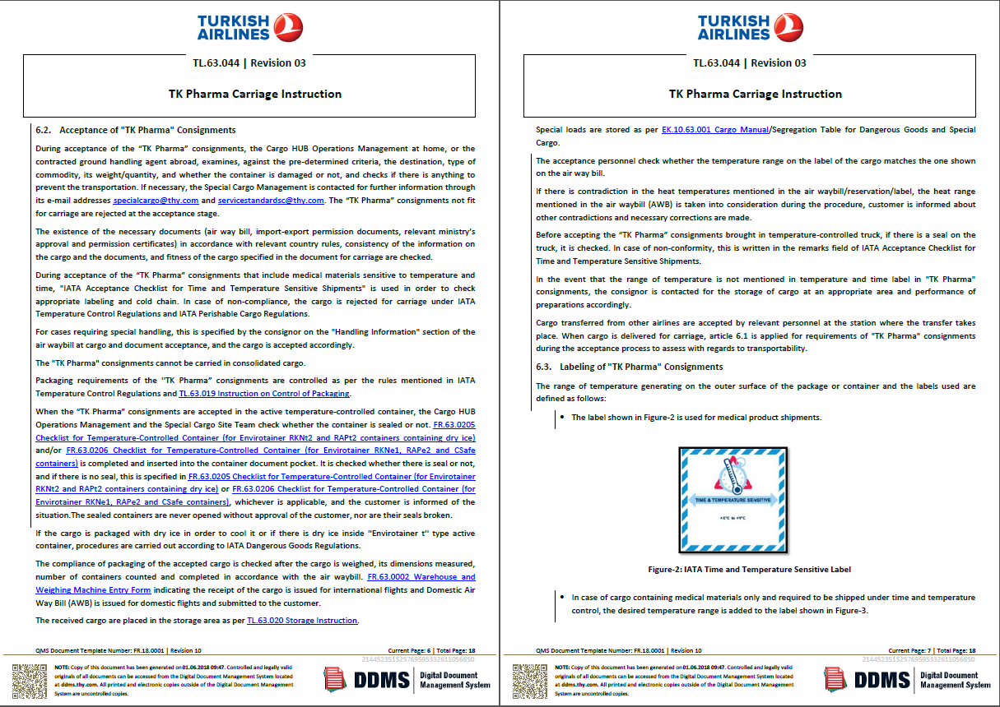 TURKISH
AIRLINES
TL.63.044 | Revision 03
TK Pharma Carriage Instruction
6.2. Acceptance of "TK Pharma" Consignments
During acceptance of the “TK Pharma” consignments, the Cargo HUB Operations Management at home, or the
contracted ground handling agent abroad, examines, against the pre-determined criteria, the destination, type of
commodity, its weight/quantity, and whether the container is damaged or not, and checks if there is anything to
prevent the transportation. If necessary, the Special Cargo Management is contacted for further information through
its e-mail addresses specialcargo@thy.com and servicestandardsc@thy.com. The “TK Pharma” consignments not fit
for carriage are rejected at the acceptance stage.
The existence of the necessary documents (air way bill, import-export permission documents, relevant ministry’s
approval and permission certificates) in accordance with relevant country rules, consistency of the information on
the cargo and the documents, and fitness of the cargo specified in the document for carriage are checked.
During acceptance of the “TK Pharma” consignments that include medical materials sensitive to temperature and
time, "IATA Acceptance Checklist for Time and Temperature Sensitive Shipments" is used in order to check
appropriate labeling and cold chain. In case of non-compliance, the cargo is rejected for carriage under IATA
Temperature Control Regulations and IATA Perishable Cargo Regulations.
For cases requiring special handling, this is specified by the consignor on the "Handling Information" section of the
air waybill at cargo and document acceptance, and the cargo is accepted accordingly.
The "TK Pharma" consignments cannot be carried in consolidated cargo.
Packaging requirements of the "TK Pharma” consignments are controlled as per the rules mentioned in IATA
Temperature Control Regulations and TL.63.019 Instruction on Control of Packaging.
When the “TK Pharma” consignments are accepted in the active temperature-controlled container, the Cargo HUB
Operations Management and the Special Cargo Site Team check whether the container is sealed or not. FR.63.0205
Checklist for Temperature-Controlled Container (for Envirotainer RKNt2 and RAPt2 containers containing dry ice)
and/or FR.63.0206 Checklist for Temperature-Controlled Container (for Envirotainer RKNe1, RAPe2 and CSafe
containers) is completed and inserted into the container document pocket. It is checked whether there is seal or not,
and if there is no seal, this is specified in FR.63.0205 Checklist for Temperature-Controlled Container (for Envirotainer
RKNt2 and RAPt2 containers containing dry ice) or FR.63.0206 Checklist for Temperature-Controlled Container (for
Envirotainer RKNe1, RAPe2 and CSafe containers), whichever is applicable, and the customer is informed of the
situation.The sealed containers are never opened without approval of the customer, nor are their seals broken.
If the cargo is packaged with dry ice in order to cool it or if there is dry ice inside "Envirotainer t" type active
container, procedures are carried out according to IATA Dangerous Goods Regulations.
The compliance of packaging of the accepted cargo is checked after the cargo is weighed, its dimensions measured,
number of containers counted and completed in accordance with the air waybill. FR.63.0002 Warehouse and
Weighing Machine Entry Form indicating the receipt of the cargo is issued for international flights and Domestic Air
Way Bill (AWB) is issued for domestic flights and submitted to the customer.
The received cargo are placed in the storage area as per TL.63.020 Storage Instruction.
QMS Document Template Number: FR.18.0001 | Revision 10
Current Page: 6 | Total Page: 18
2144523515257695953326110566650
NOTE: Copy of this document has been generated on 01.06.2018 09:47. Controlled and legally valid
originals of all documents can be accessed from the Digital Document Management System located
at ddms.thy.com. All printed and electronic copies outside of the Digital Document Management
System are uncontrolled copies.
DDMS
Digital Document
Management System
TURKISH
AIRLINES
TL.63.044 | Revision 03
TK Pharma Carriage Instruction
Special loads are stored as per EK.10.63.001 Cargo Manual/Segregation Table for Dangerous Goods and Special
Cargo.
The acceptance personnel check whether the temperature range on the label of the cargo matches the one shown
on the air way bill.
If there is contradiction in the heat temperatures mentioned in the air waybill/reservation/label, the heat range
mentioned in the air waybill (AWB) is taken into consideration during the procedure, customer is informed about
other contradictions and necessary corrections are made.
Before accepting the “TK Pharma” consignments brought in temperature-controlled truck, if there is a seal on the
truck, it is checked. In case of non-conformity, this is written in the remarks field of IATA Acceptance Checklist for
Time and Temperature Sensitive Shipments.
In the event that the range of temperature is not mentioned in temperature and time label in "TK Pharma"
consignments, the consignor is contacted for the storage of cargo at an appropriate area and performance of
preparations accordingly.
Cargo transferred from other airlines are accepted by relevant personnel at the station where the transfer takes
place. When cargo is delivered for carriage, article 6.1 is applied for requirements of "TK Pharma" consignments
during the acceptance process to assess with regards to transportability.
6.3. Labeling of "TK Pharma" Consignments
The range of temperature generating on the outer surface of the package or container and the labels used are
defined as follows:
• The label shown in Figure-2 is used for medical product shipments.
TIME & TEMPERATURE SENSITIVE
Figure-2: IATA Time and Temperature Sensitive Label
• In case of cargo containing medical materials only and required to be shipped under time and temperature
control, the desired temperature range is added to the label shown in Figure-3.
QMS Document Template Number: FR.18.0001 | Revision 10
Current Page: 7 | Total Page: 18
2144523515257695953326110566650
NOTE: Copy of this document has been generated on 01.06.2018 09:47. Controlled and legally valid
originals of all documents can be accessed from the Digital Document Management System located
at ddms.thy.com. All printed and electronic copies outside of the Digital Document Management
System are uncontrolled copies.
DDMS
Digital Document
Management System